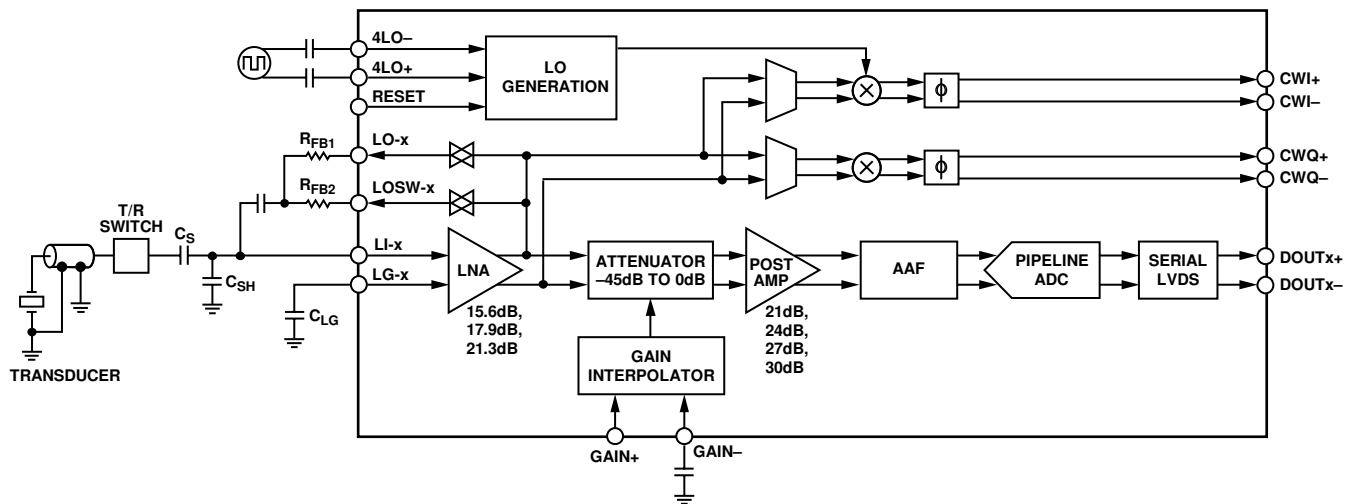 4LO–
4LO+
RESET
LO
GENERATION
CWI+
CWI–
CWQ+
CWQ–
RFB1
LO-x
RFB2
LOSW-x
T/R
SWITCH
CS
LI-x
LG-x
CSH
CLG
TRANSDUCER
LNA
15.6dB,
17.9dB,
21.3dB
ATTENUATOR
–45dB TO 0dB
GAIN
INTERPOLATOR
GAIN+
GAIN–
POST
AMP
21dB,
24dB,
27dB,
30dB
AAF
PIPELINE
ADC
SERIAL
LVDS
DOUTx+
DOUTx–
ϕ
ϕ